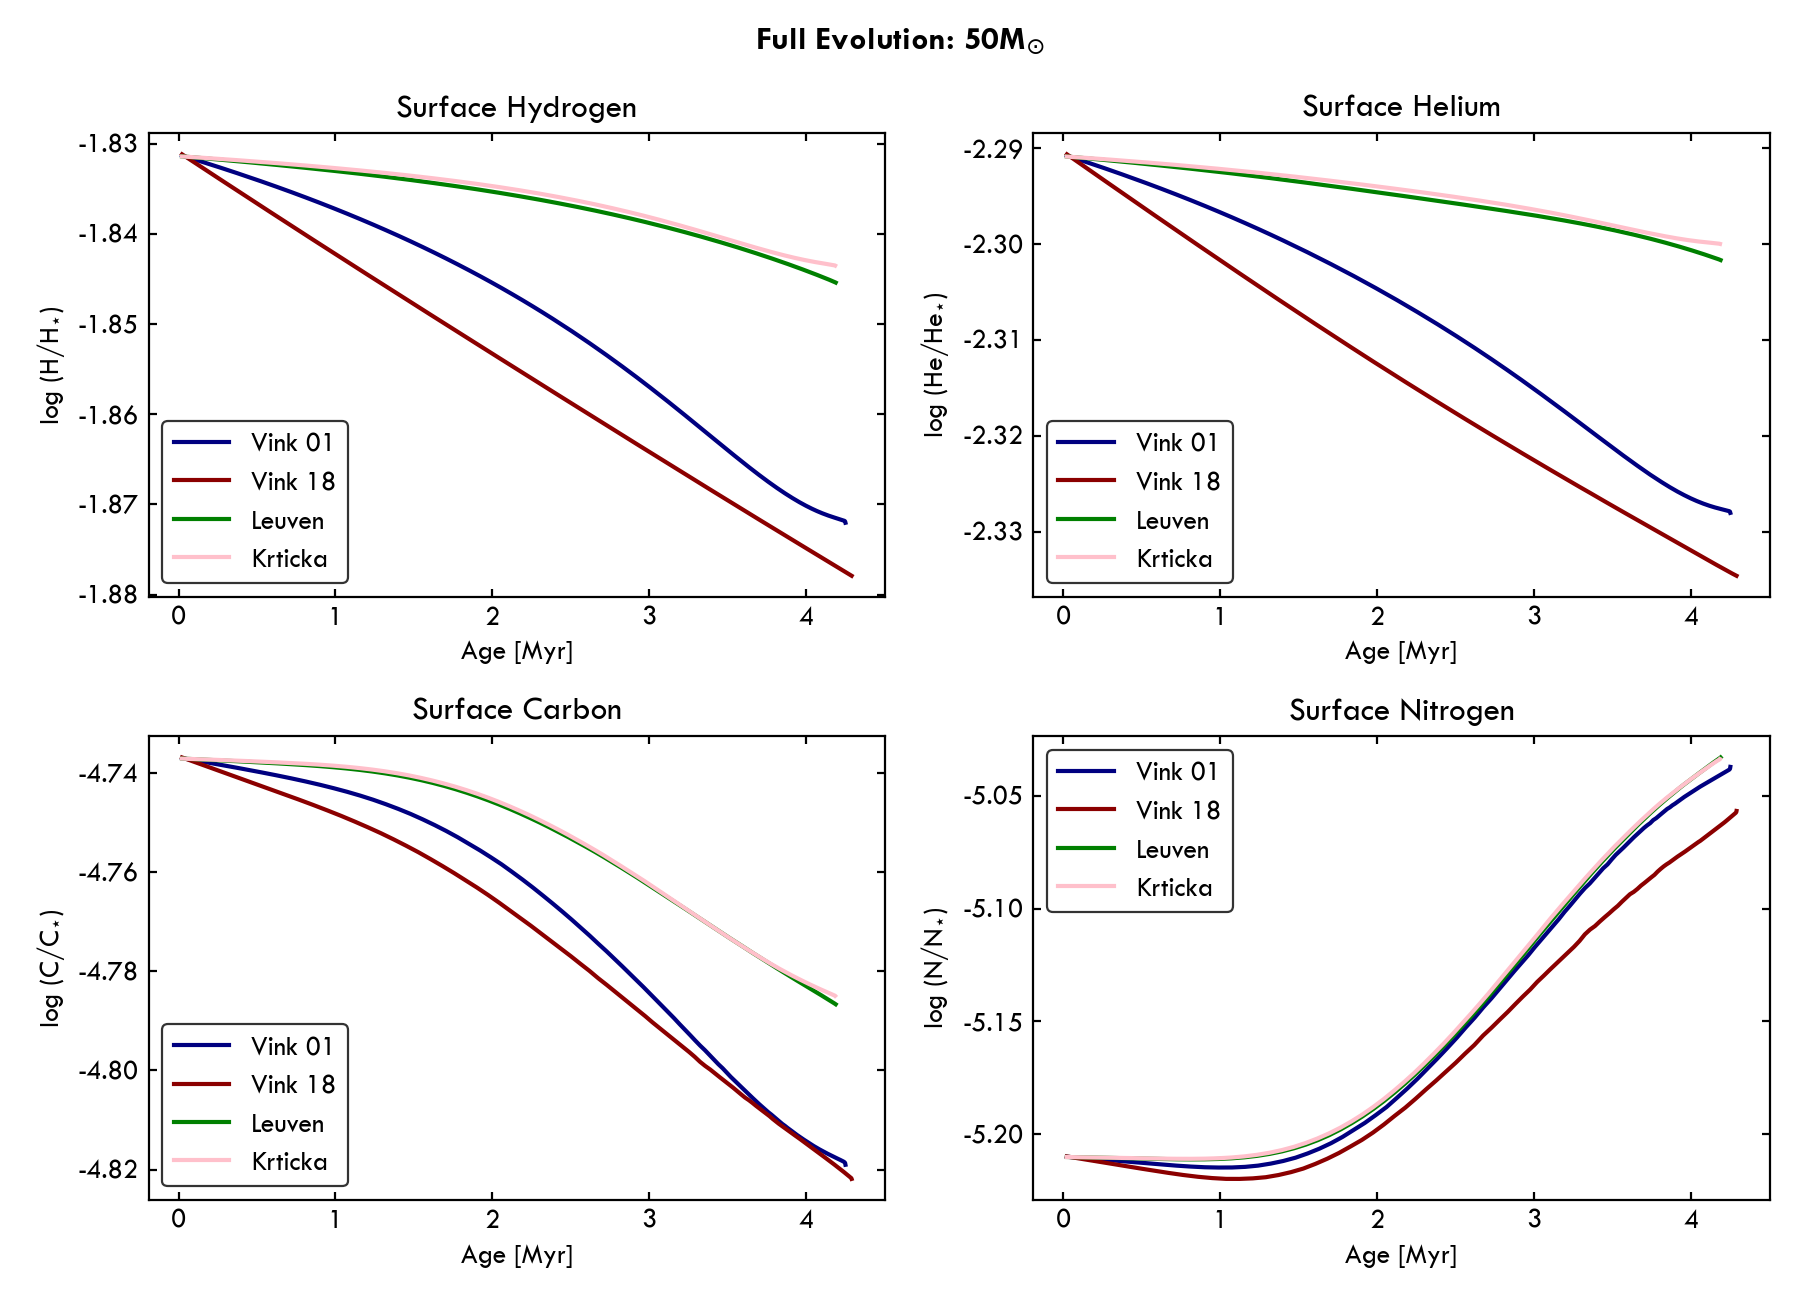 Full Evolution: 50M☉
Surface Hydrogen
log (H/H⋆)
-1.83
-1.84
-1.85
-1.86
-1.87
-1.88
Vink 01
Vink 18
Leuven
Krticka
0 1 2 3 4
Age [Myr]
Surface Helium
log (He/He⋆)
-2.29
-2.30
-2.31
-2.32
-2.33
Vink 01
Vink 18
Leuven
Krticka
0 1 2 3 4
Age [Myr]
Surface Carbon
log (C/C⋆)
-4.74
-4.76
-4.78
-4.80
-4.82
Vink 01
Vink 18
Leuven
Krticka
0 1 2 3 4
Age [Myr]
Surface Nitrogen
log (N/N⋆)
Vink 01
Vink 18
Leuven
Krticka
-5.05
-5.10
-5.15
-5.20
0 1 2 3 4
Age [Myr]